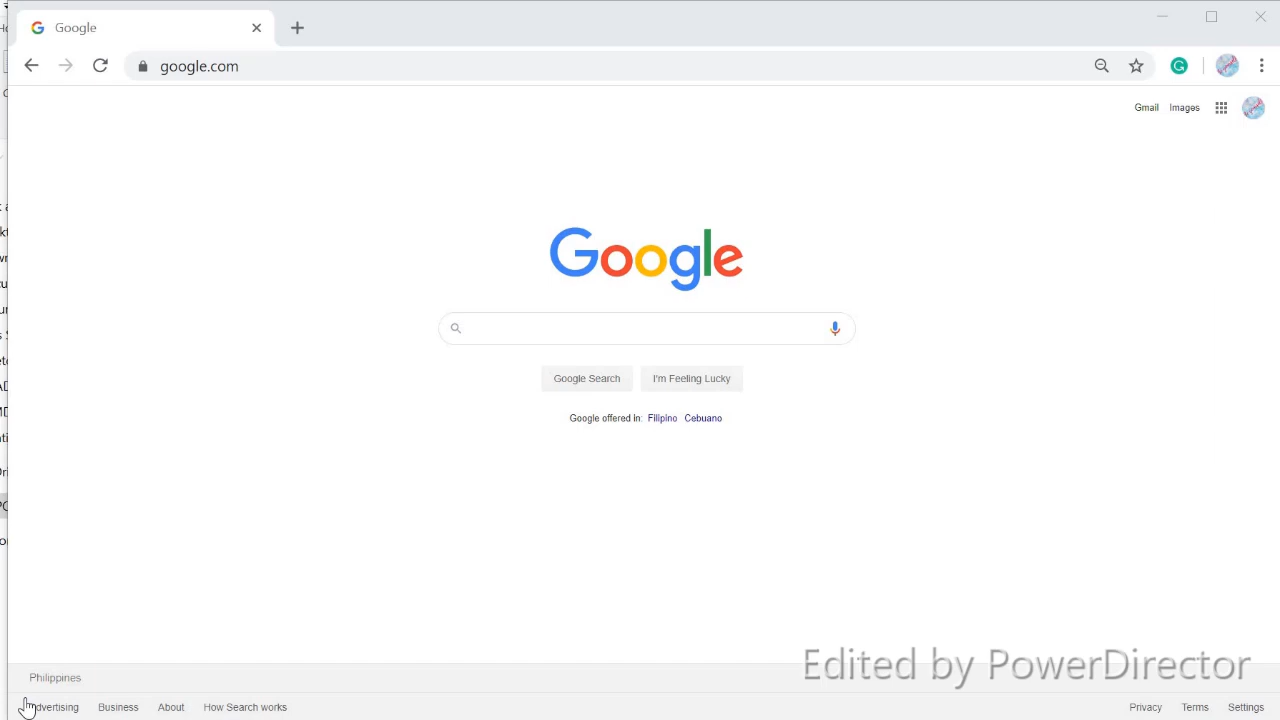 Google
google.com
Gmail Images
Google
Google Search I'm Feeling Lucky
Google offered in: Filipino Cebuano
Edited by PowerDirector
Philippines
Advertising Business About How Search works Privacy Terms Settings